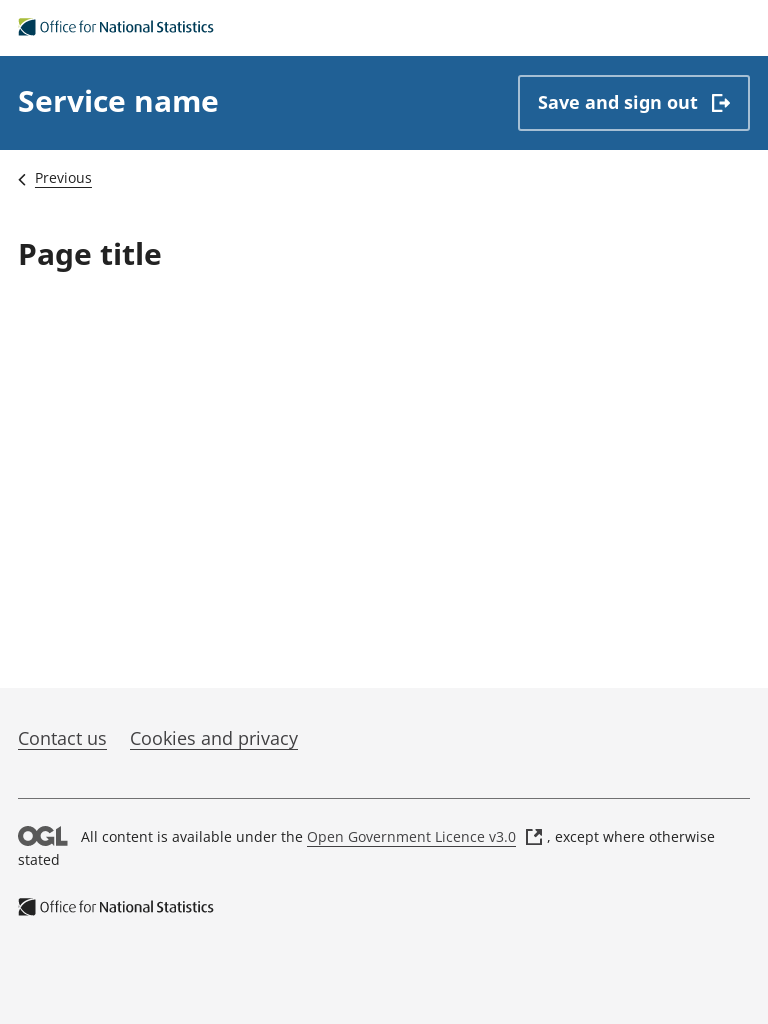 Office for National Statistics
Service name
Save and sign out
Previous
Page title
Contact us Cookies and privacy
OGL All content is available under the Open Government Licence v3.0 , except where otherwise
stated
Office for National Statistics